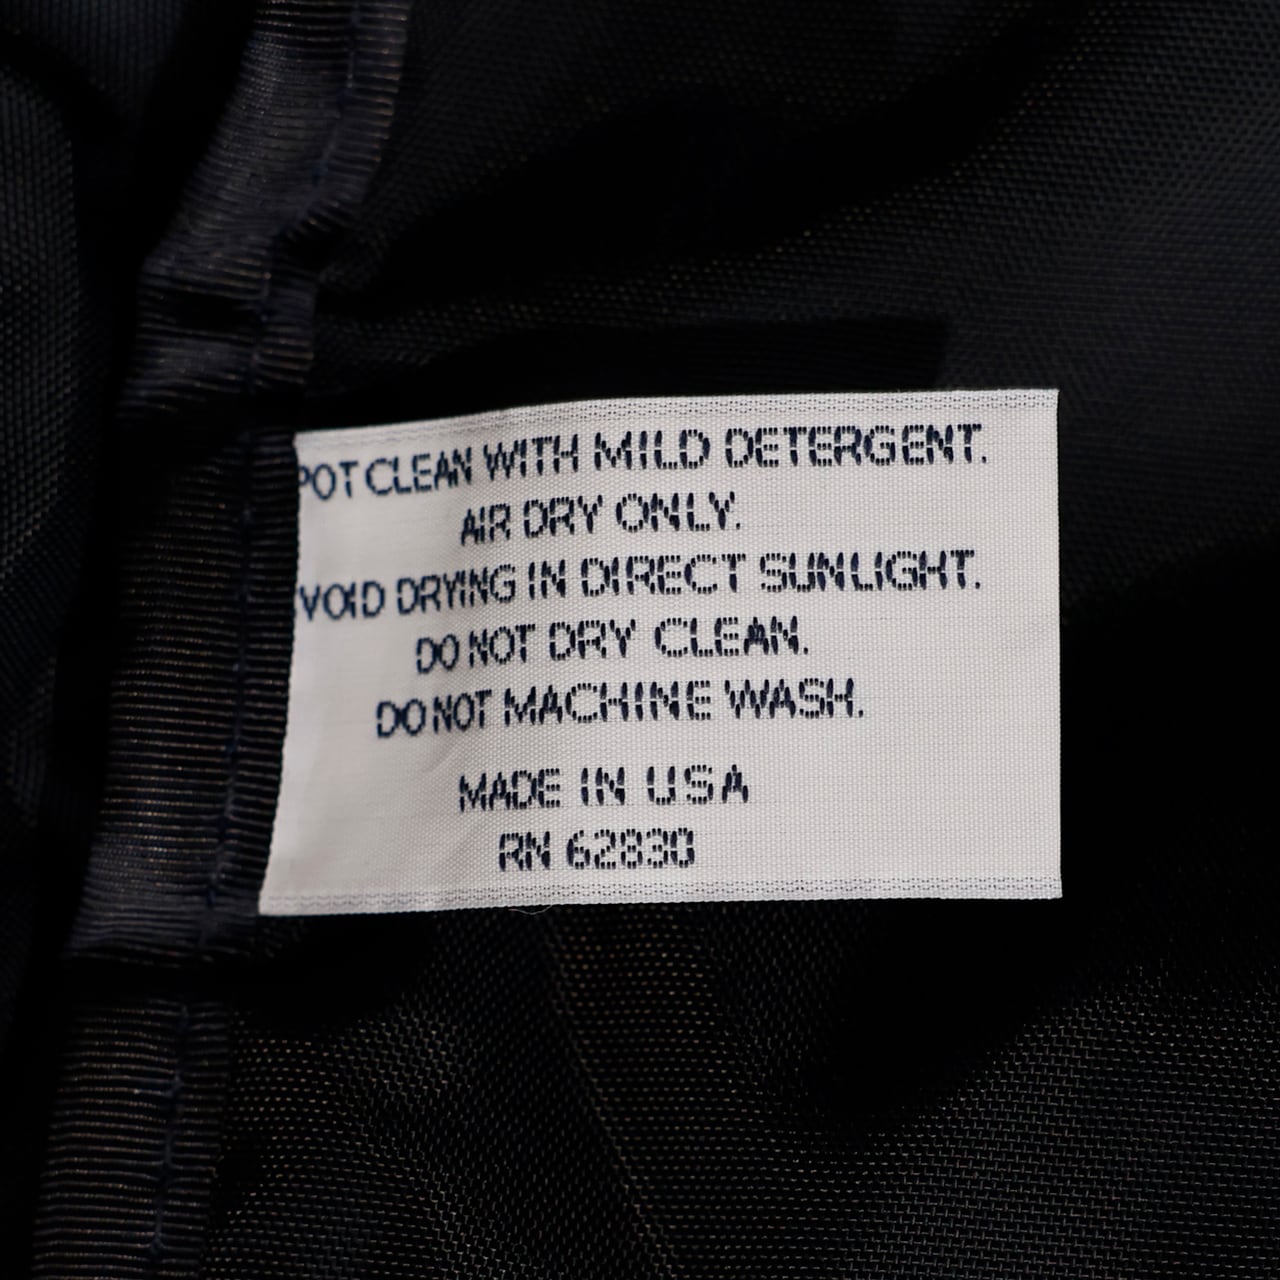 POT CLEAN WITH MILD DETERGENT.
AIR DRY ONLY.
VOID DRYING IN DIRECT SUNLIGHT.
DO NOT DRY CLEAN.
DO NOT MACHINE WASH.
MADE IN USA
RN 62830